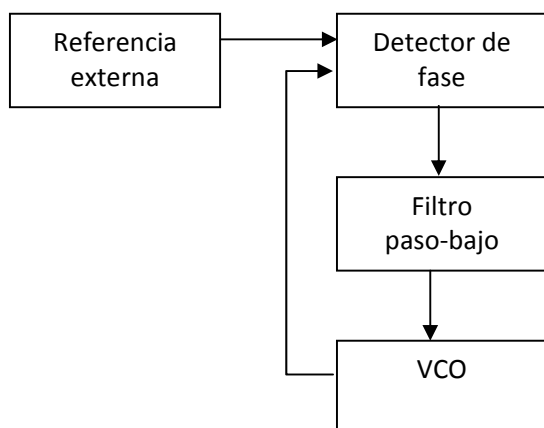 Referencia
externa
Detector de
fase
Filtro
paso-bajo
VCO